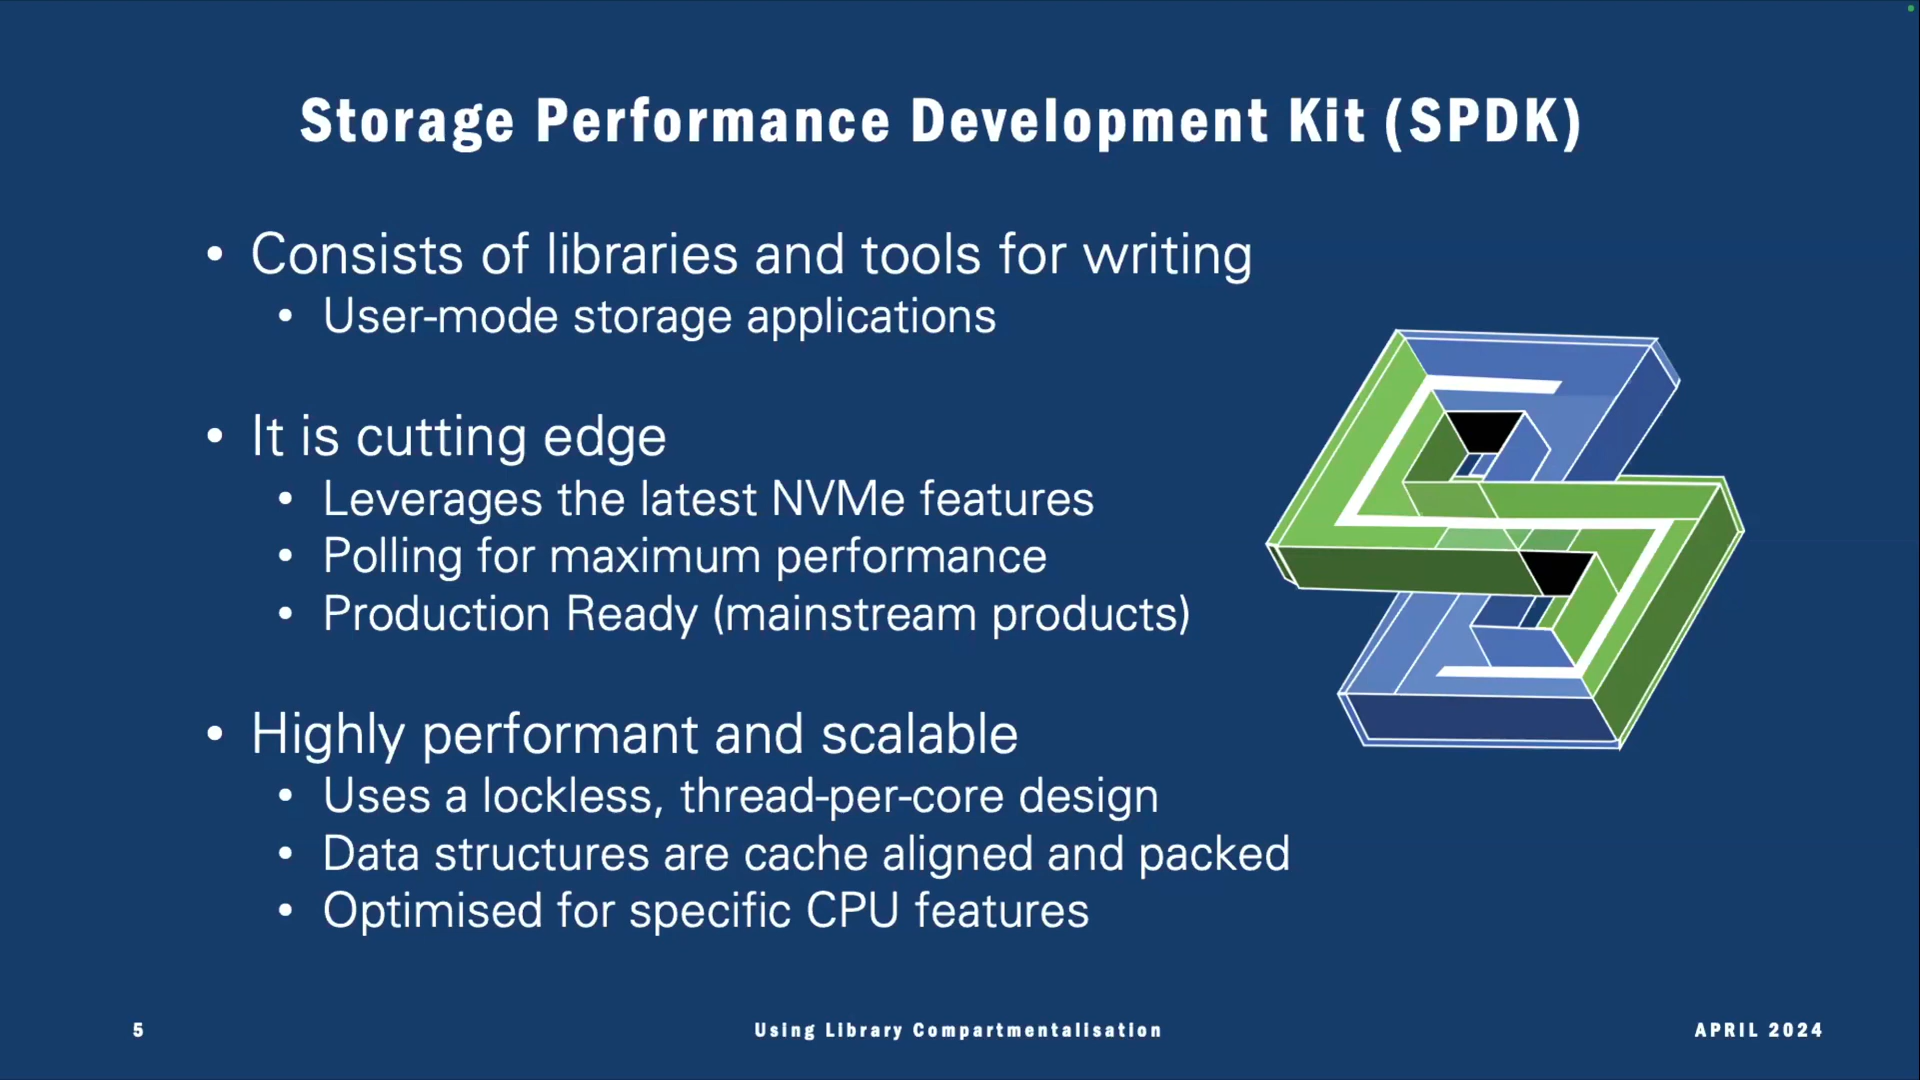 Storage Performance Development Kit (SPDK)
• Consists of libraries and tools for writing
• User-mode storage applications
• It is cutting edge
• Leverages the latest NVMe features
• Polling for maximum performance
• Production Ready (mainstream products)
• Highly performant and scalable
• Uses a lockless, thread-per-core design
• Data structures are cache aligned and packed
• Optimised for specific CPU features
5
Using Library Compartmentalisation
APRIL 2024